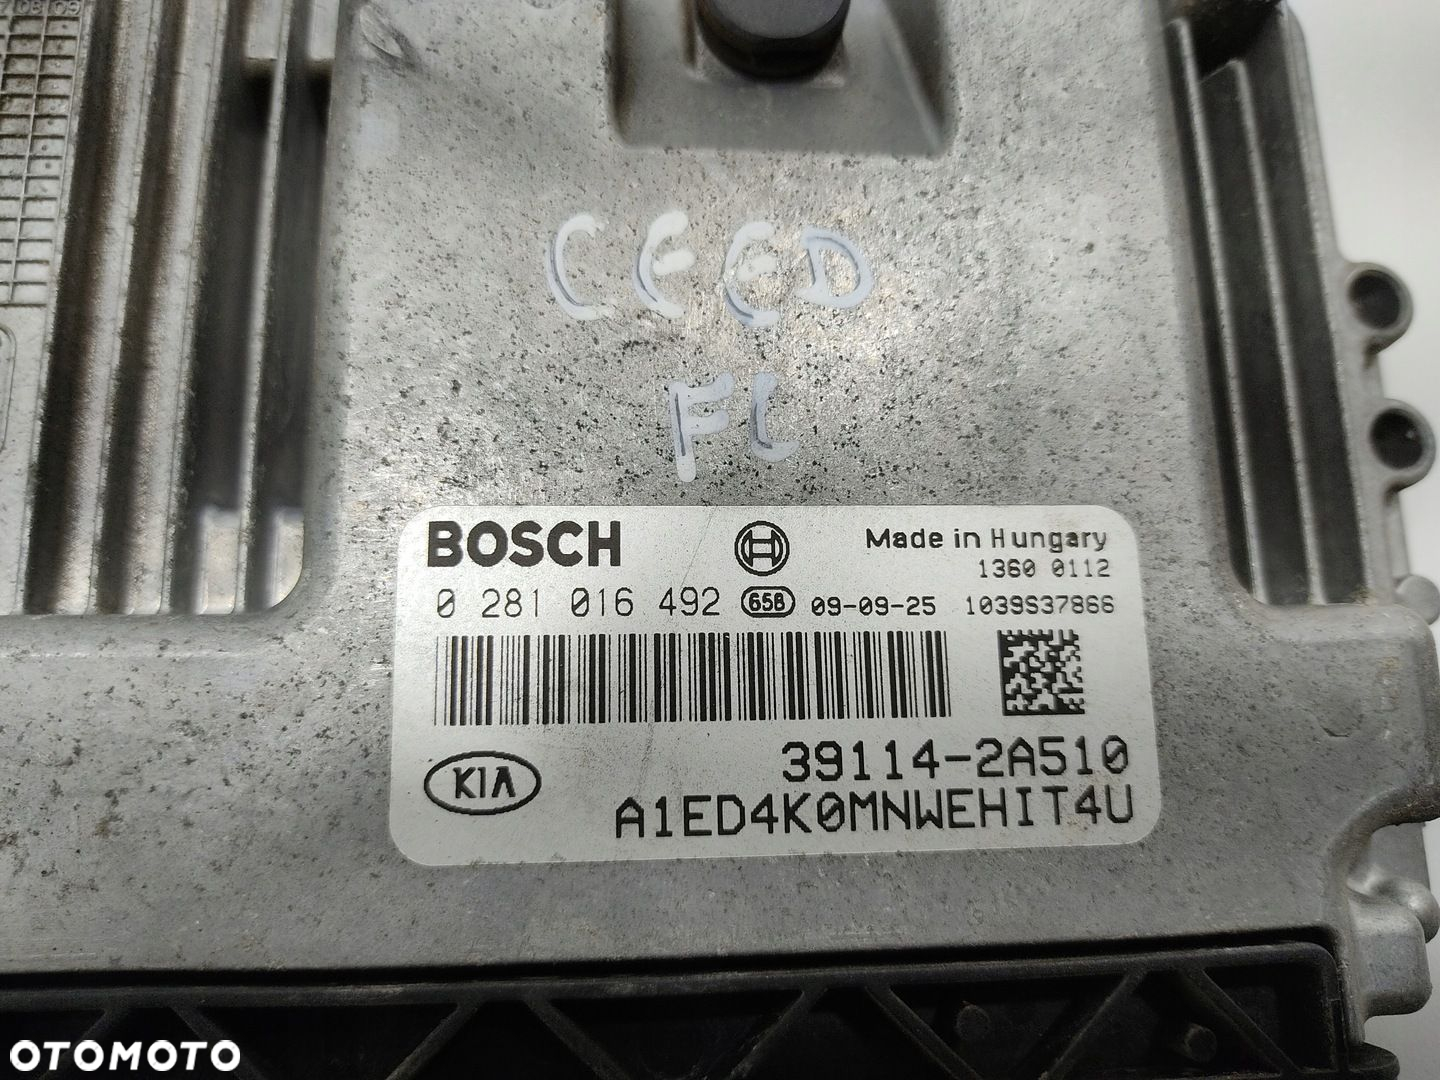 CEED
FL
BOSCH
Made in Hungary
1360 0112
0 281 016 492 65B 09-09-25 1039S37866
39114-2A510
KIA
A1ED4K0MNWEHIT4U
OTOMOTO